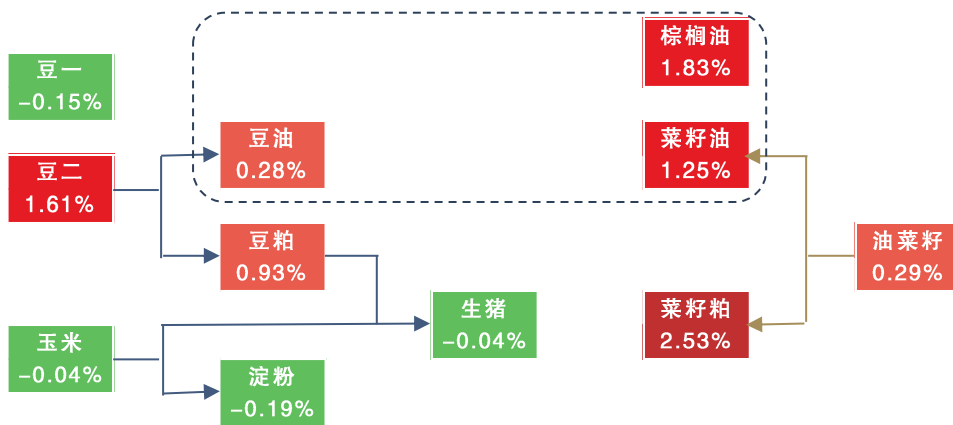 棕榈油
1.83%
豆一
-0.15%
豆油
0.28%
菜籽油
1.25%
豆二
1.61%
豆粕
0.93%
油菜籽
0.29%
生猪
-0.04%
菜籽粕
2.53%
玉米
-0.04%
淀粉
-0.19%